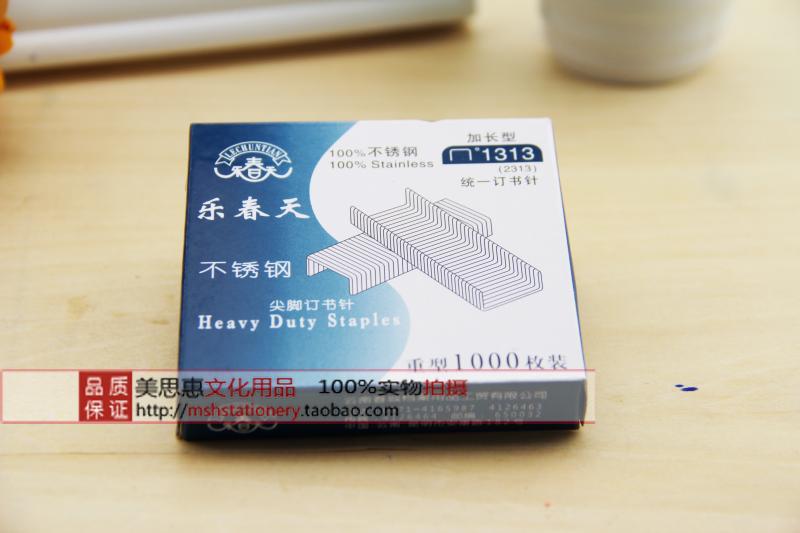 LECHUNTIAN
乐春天
乐春天
不锈钢
尖脚订书针
Heavy Duty Staples
100%不锈钢
100% Stainless
加长型
1313
(2313)
统一订书针
重型1000枚装
品质保证
美思惠文化用品 100%实物拍摄
http://mshstationery.taobao.com
4165987 4126463
650032